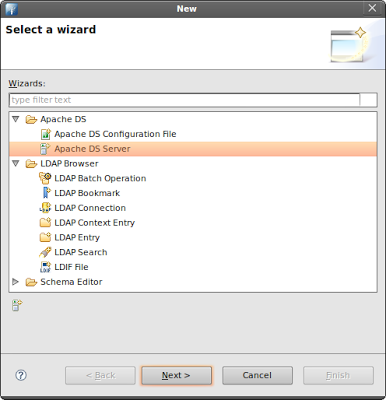 New
Select a wizard
Wizards:
type filter text
Apache DS
Apache DS Configuration File
Apache DS Server
LDAP Browser
LDAP Batch Operation
LDAP Bookmark
LDAP Connection
LDAP Context Entry
LDAP Entry
LDAP Search
LDIF File
Schema Editor
? < Back Next > Cancel Finish